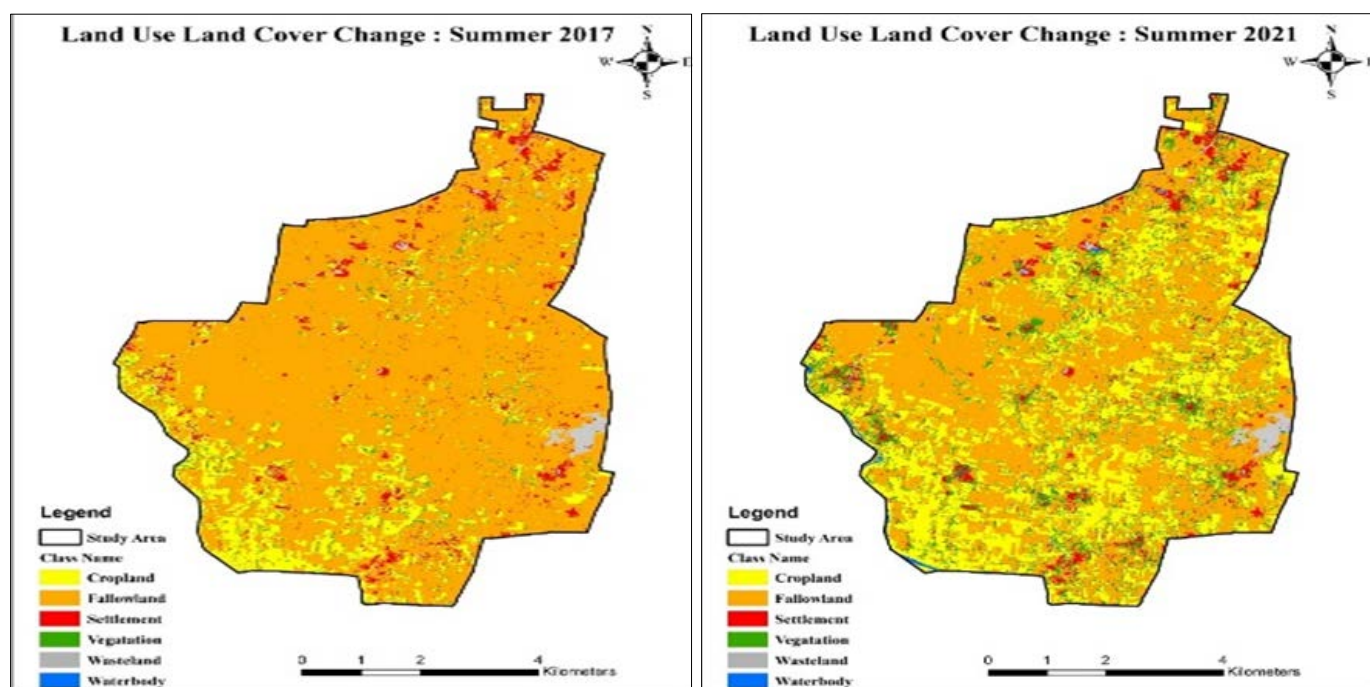 Land Use Land Cover Change : Summer 2017
N
W
E
S
Legend
Study Area
Class Name
Cropland
Fallowland
Settlement
Vegatation
Wasteland
Waterbody
0 1 2 4
Kilometers
Land Use Land Cover Change : Summer 2021
N
W
E
S
Legend
Study Area
Class Name
Cropland
Fallowland
Settlement
Vegatation
Wasteland
Waterbody
0 1 2 4
Kilometers